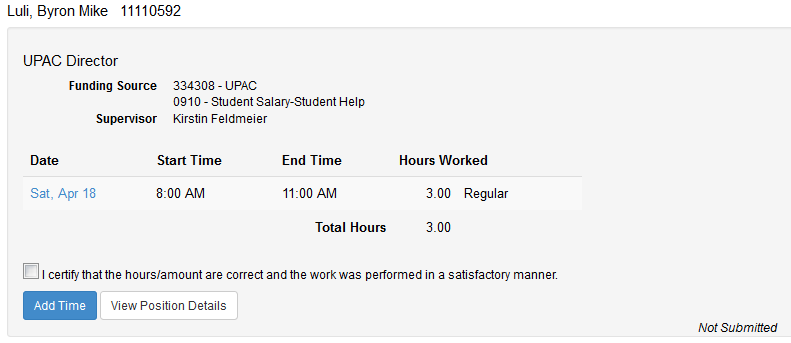 Luli, Byron Mike 11110592
UPAC Director
Funding Source 334308 - UPAC
0910 - Student Salary-Student Help
Supervisor Kirstin Feldmeier
Date Start Time End Time Hours Worked
Sat, Apr 18 8:00 AM 11:00 AM 3.00 Regular
Total Hours 3.00
I certify that the hours/amount are correct and the work was performed in a satisfactory manner.
Add Time View Position Details
Not Submitted